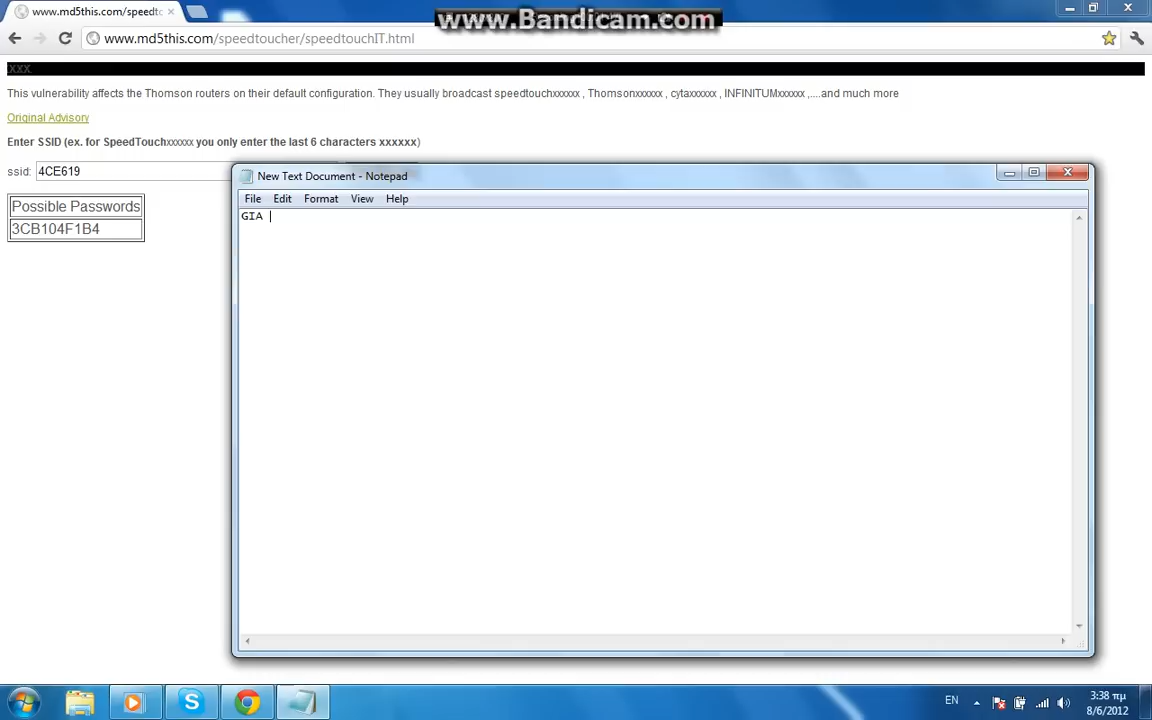 www.md5this.com/speedtc
www.Bandicam.com
www.md5this.com/speedtoucher/speedtouchIT.html
xxx
This vulnerability affects the Thomson routers on their default configuration. They usually broadcast speedtouchxxxxxx , Thomsonxxxxxx , cytaxxxxxx , INFINITUMxxxxxx ,....and much more
Original Advisory
Enter SSID (ex. for SpeedTouchxxxxxx you only enter the last 6 characters xxxxxx)
ssid: 4CE619
Possible Passwords
3CB104F1B4
New Text Document - Notepad
File Edit Format View Help
GIA
EN
3:38 πμ
8/6/2012